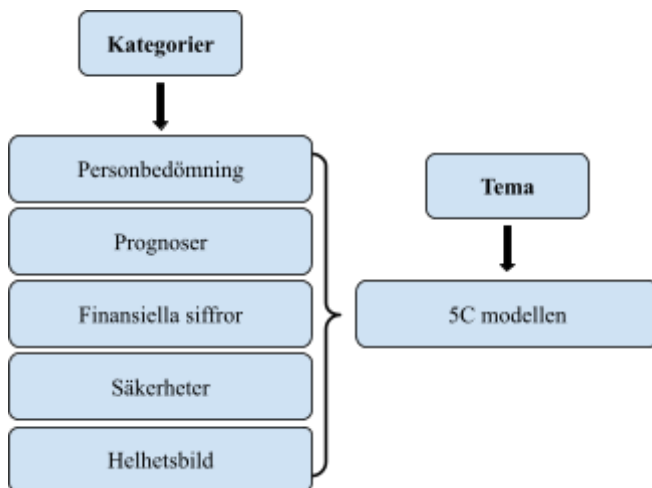 Kategorier
Personbedömning
Prognoser
Finansiella siffror
Säkerheter
Helhetsbild
Tema
5C modellen